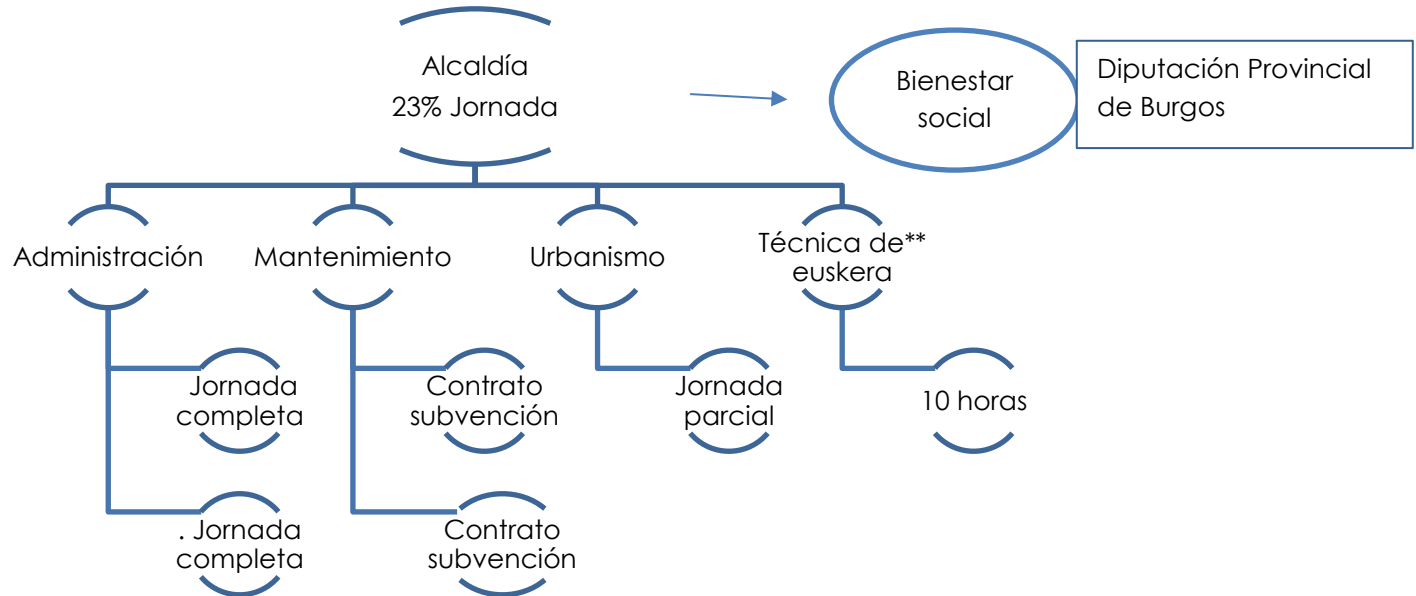 Alcaldía
23% Jornada
Bienestar
social
Diputación Provincial
de Burgos
Administración
Mantenimiento
Urbanismo
Técnica de**
euskera
Jornada
completa
Contrato
subvención
Jornada
parcial
10 horas
. Jornada
completa
Contrato
subvención